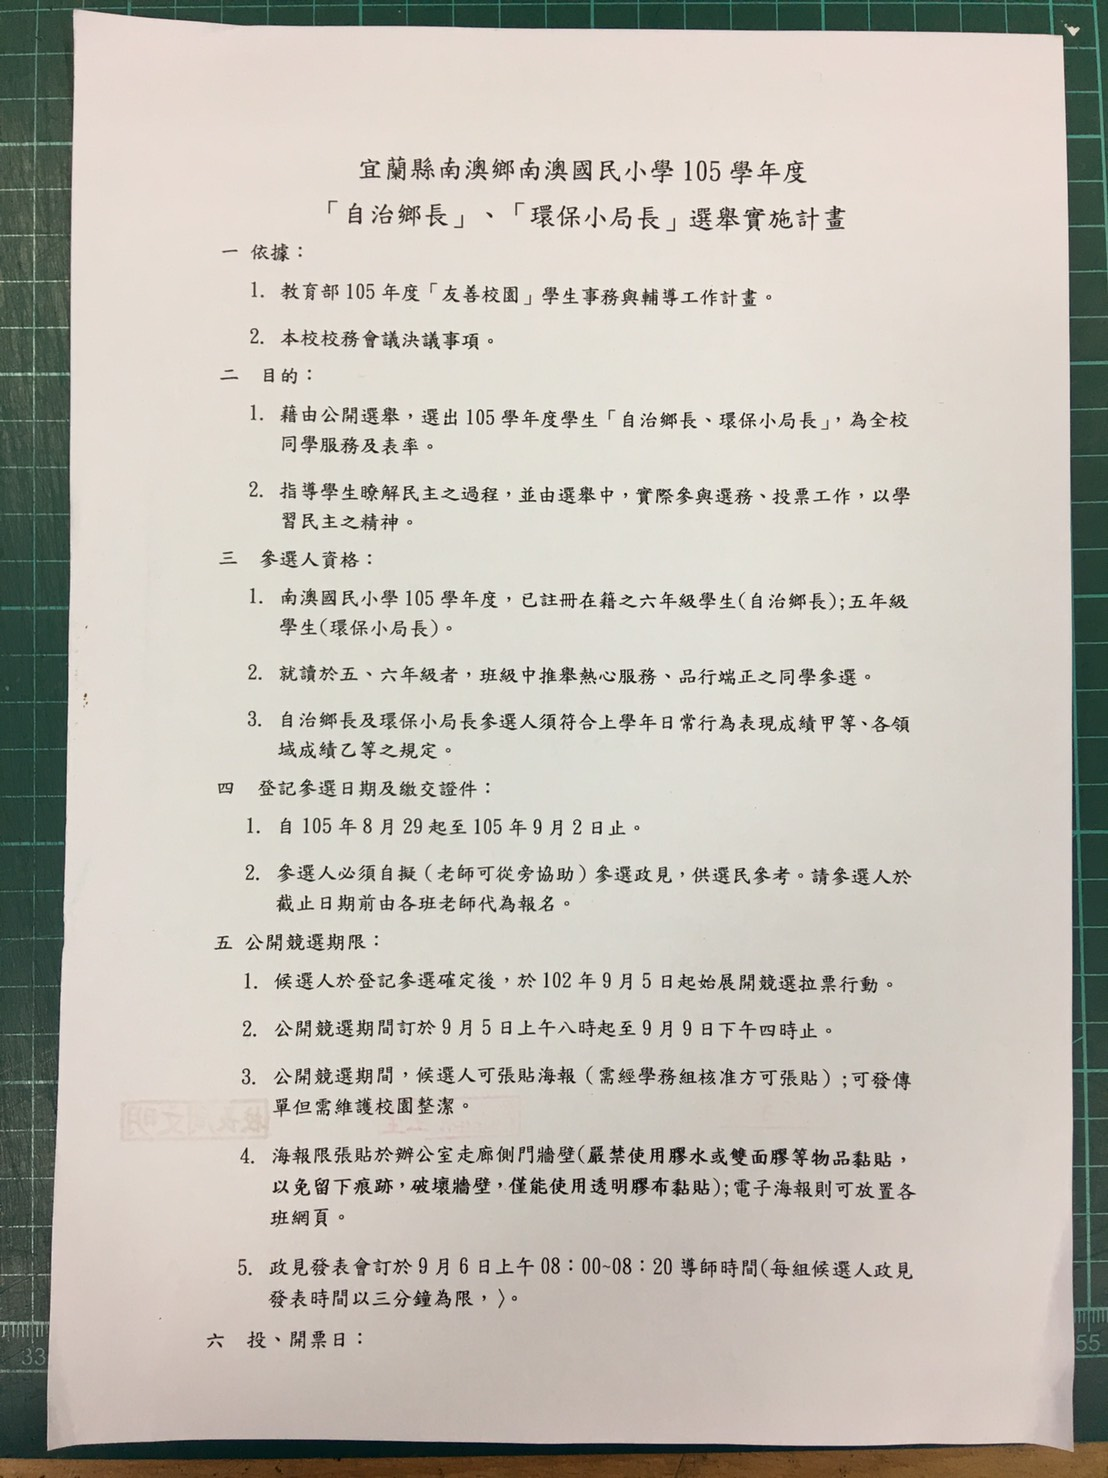 宜蘭縣南澳鄉南澳國民小學 105 學年度
「自治鄉長」、「環保小局長」選舉實施計畫
一 依據：
1. 教育部 105 年度「友善校園」學生事務與輔導工作計畫。
2. 本校校務會議決議事項。
二 目的：
1. 藉由公開選舉，選出 105 學年度學生「自治鄉長、環保小局長」，為全校
同學服務及表率。
2. 指導學生瞭解民主之過程，並由選舉中，實際參與選務、投票工作，以學
習民主之精神。
三 參選人資格：
1. 南澳國民小學 105 學年度，已註冊在籍之六年級學生(自治鄉長);五年級
學生(環保小局長)。
2. 就讀於五、六年級者，班級中推舉熱心服務、品行端正之同學參選。
3. 自治鄉長及環保小局長參選人須符合上學年日常行為表現成績甲等、各領
域成績乙等之規定。
四 登記參選日期及繳交證件：
1. 自 105 年 8 月 29 起至 105 年 9 月 2 日止。
2. 參選人必須自擬（老師可從旁協助）參選政見，供選民參考。請參選人於
截止日期前由各班老師代為報名。
五 公開競選期限：
1. 候選人於登記參選確定後，於 102 年 9 月 5 日起始展開競選拉票行動。
2. 公開競選期間訂於 9 月 5 日上午八時起至 9 月 9 日下午四時止。
3. 公開競選期間，候選人可張貼海報（需經學務組核准方可張貼）;可發傳
單但需維護校園整潔。
4. 海報限張貼於辦公室走廊側門牆壁(嚴禁使用膠水或雙面膠等物品黏貼，
以免留下痕跡，破壞牆壁，僅能使用透明膠布黏貼);電子海報則可放置各
班網頁。
5. 政見發表會訂於 9 月 6 日上午 08：00~08：20 導師時間(每組候選人政見
發表時間以三分鐘為限，〉。
六 投、開票日：
33
55